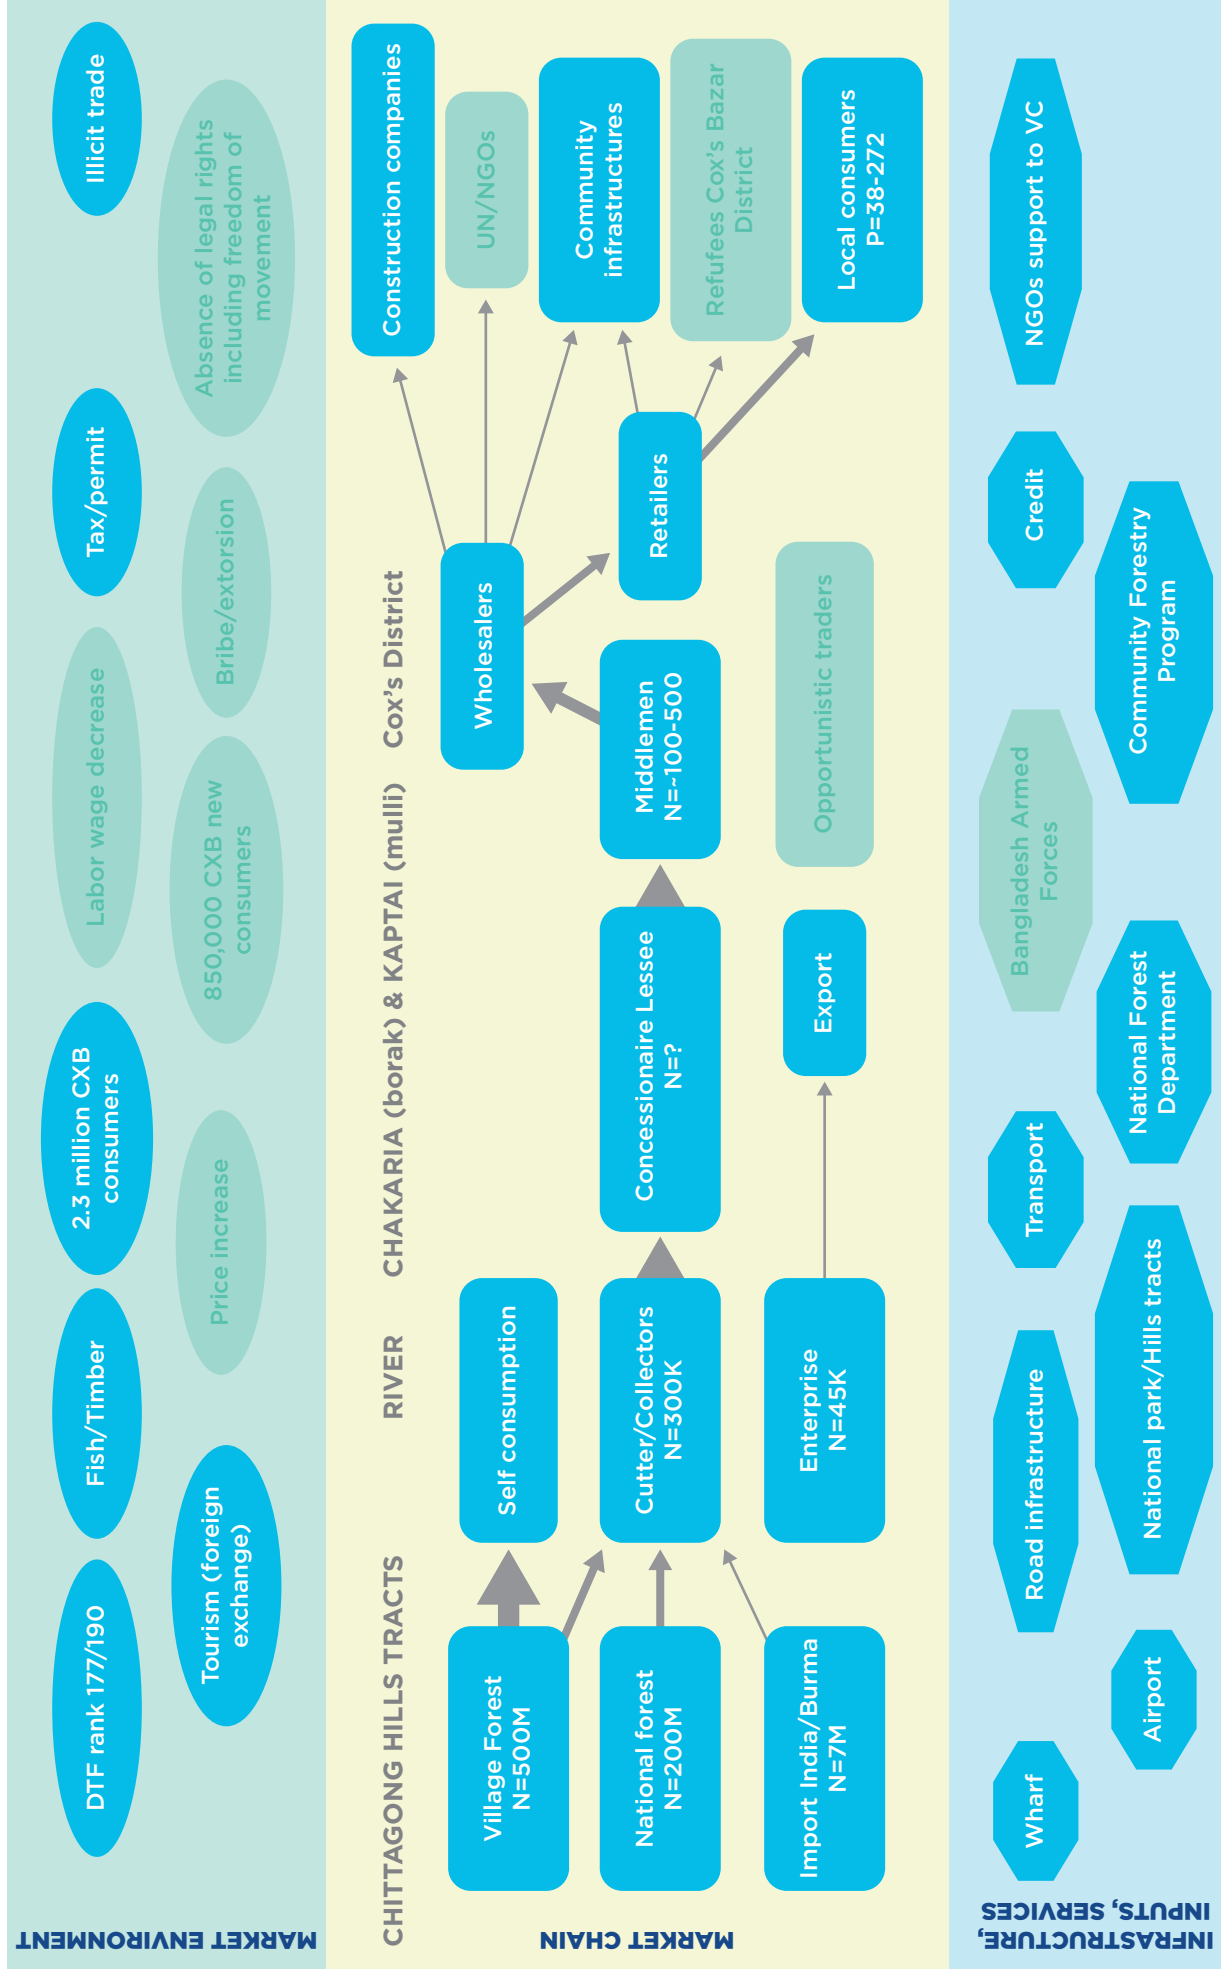 MARKET ENVIRONMENT
DTF rank 177/190
Fish/Timber
2.3 million CXB
consumers
Labor wage decrease
Tax/permit
Illicit trade
Tourism (foreign
exchange)
Price increase
850,000 CXB new
consumers
Bribe/extorsion
Absence of legal rights
including freedom of
movement
MARKET CHAIN
CHITTAGONG HILLS TRACTS
RIVER
CHAKARIA (borak) & KAPTAI (mulli)
Cox's District
Village Forest
N=500M
National forest
N=200M
Import India/Burma
N=7M
Self consumption
Cutter/Collectors
N=300K
Enterprise
N=45K
Concessionaire Lessee
N=?
Export
Middlemen
N=~100-500
Opportunistic traders
Wholesalers
Retailers
Construction companies
UN/NGOs
Community
infrastructures
Refufees Cox's Bazar
District
Local consumers
P=38-272
INFRASTRUCTURE,
INPUTS, SERVICES
Wharf
Road infrastructure
Transport
Bangladesh Armed
Forces
Credit
NGOs support to VC
Airport
National park/Hills tracts
National Forest
Department
Community Forestry
Program